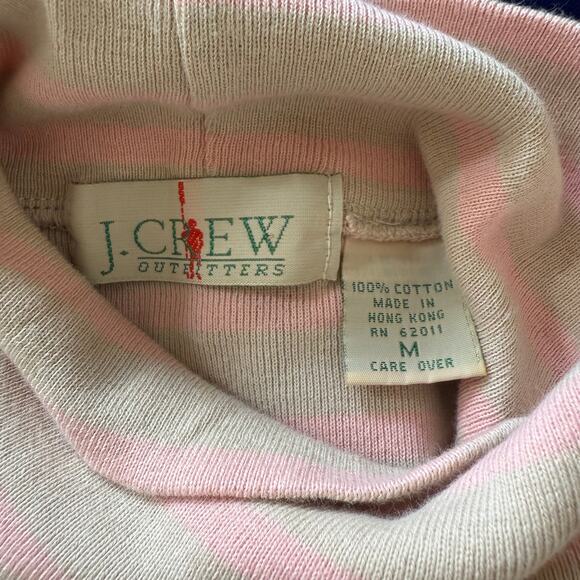 J.CREW
OUTFITTERS
100% COTTON
MADE IN
HONG KONG
RN 62011
M
CARE OVER